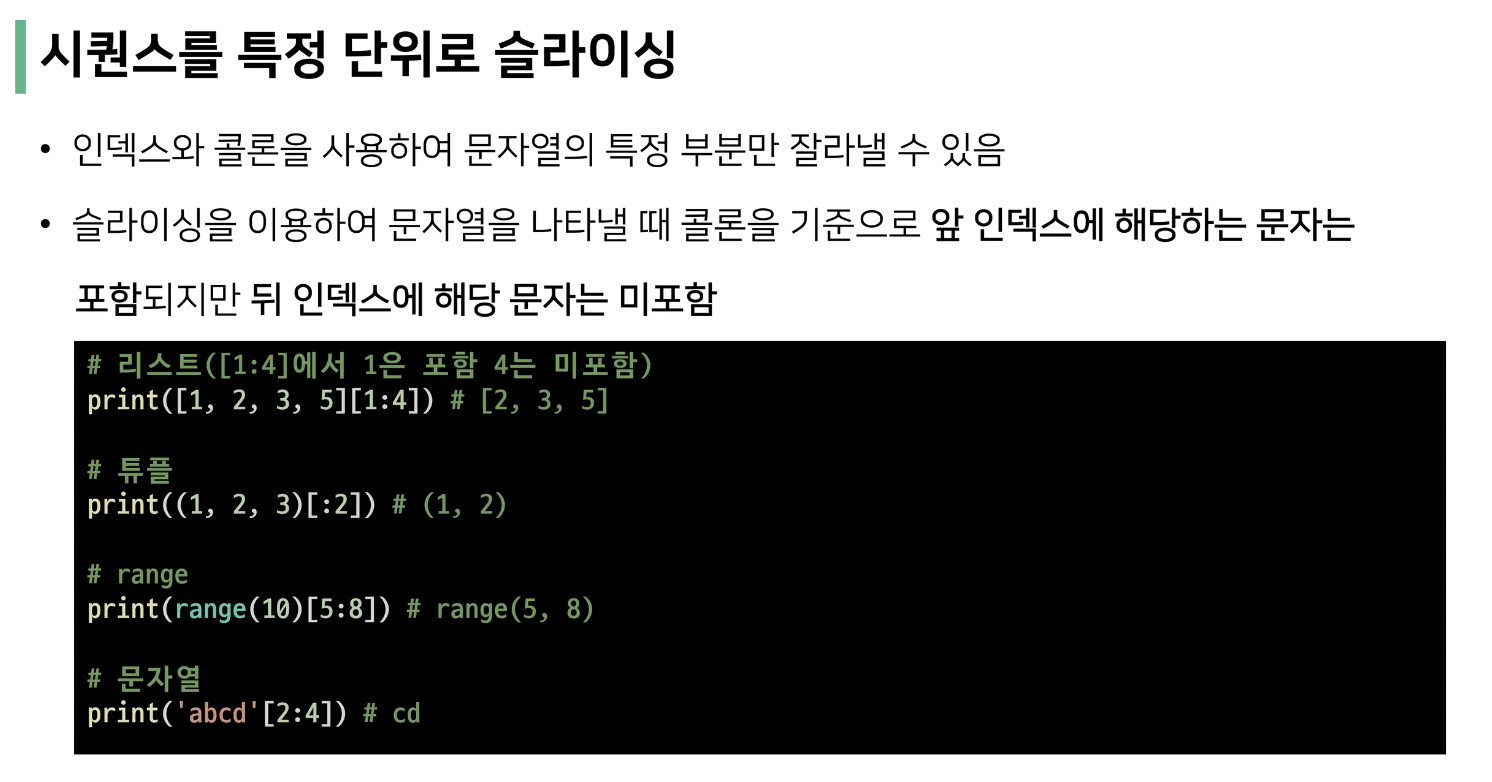 시퀀스를 특정 단위로 슬라이싱
• 인덱스와 콜론을 사용하여 문자열의 특정 부분만 잘라낼 수 있음
• 슬라이싱을 이용하여 문자열을 나타낼 때 콜론을 기준으로 앞 인덱스에 해당하는 문자는
포함되지만 뒤 인덱스에 해당 문자는 미포함
# 리스트([1:4]에서 1은 포함 4는 미포함)
print([1, 2, 3, 5][1:4]) # [2, 3, 5]
# 튜플
print((1, 2, 3)[:2]) # (1, 2)
# range
print(range(10)[5:8]) # range(5, 8)
# 문자열
print('abcd'[2:4]) # cd